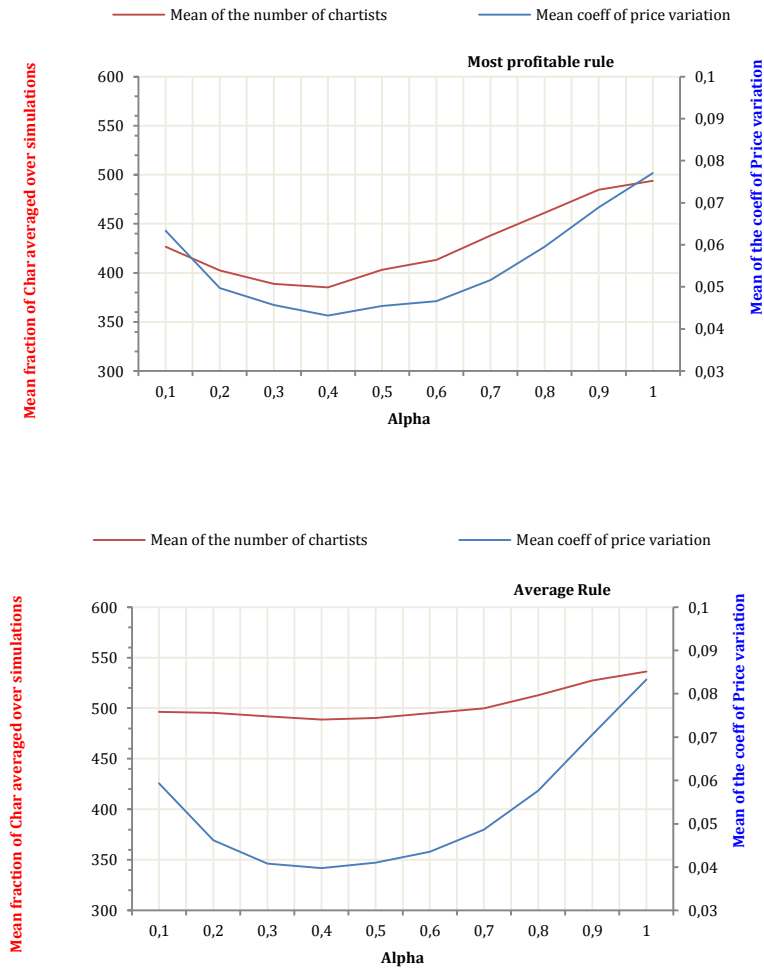 Mean of the number of chartists
Mean coeff of price variation
Most profitable rule
Mean fraction of Char averaged over simulations
600
550
500
450
400
350
300
0,1
0,09
0,08
0,07
0,06
0,05
0,04
0,03
Mean of the coeff of Price variation
0,1 0,2 0,3 0,4 0,5 0,6 0,7 0,8 0,9 1
Alpha
Mean of the number of chartists
Mean coeff of price variation
Average Rule
Mean fraction of Char averaged over simulations
600
550
500
450
400
350
300
0,1
0,09
0,08
0,07
0,06
0,05
0,04
0,03
Mean of the coeff of Price variation
0,1 0,2 0,3 0,4 0,5 0,6 0,7 0,8 0,9 1
Alpha